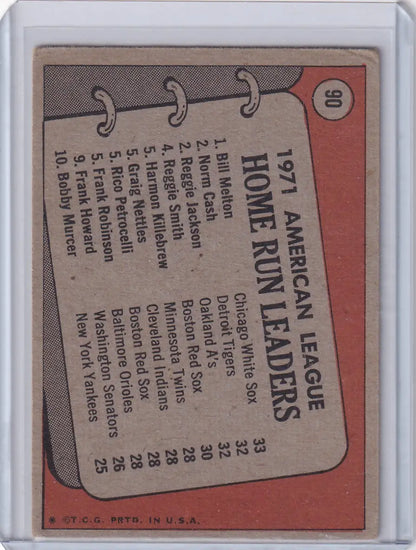 90
1971 AMERICAN LEAGUE
HOME RUN LEADERS
1. Bill Melton Chicago White Sox 33
2. Norm Cash Detroit Tigers 32
2. Reggie Jackson Oakland A's 32
4. Reggie Smith Boston Red Sox 30
5. Harmon Killebrew Minnesota Twins 28
5. Graig Nettles Cleveland Indians 28
5. Rico Petrocelli Boston Red Sox 28
5. Frank Robinson Baltimore Orioles 28
9. Frank Howard Washington Senators 26
10. Bobby Murcer New York Yankees 25
* ©T.C.G. PRTD. IN U.S.A.